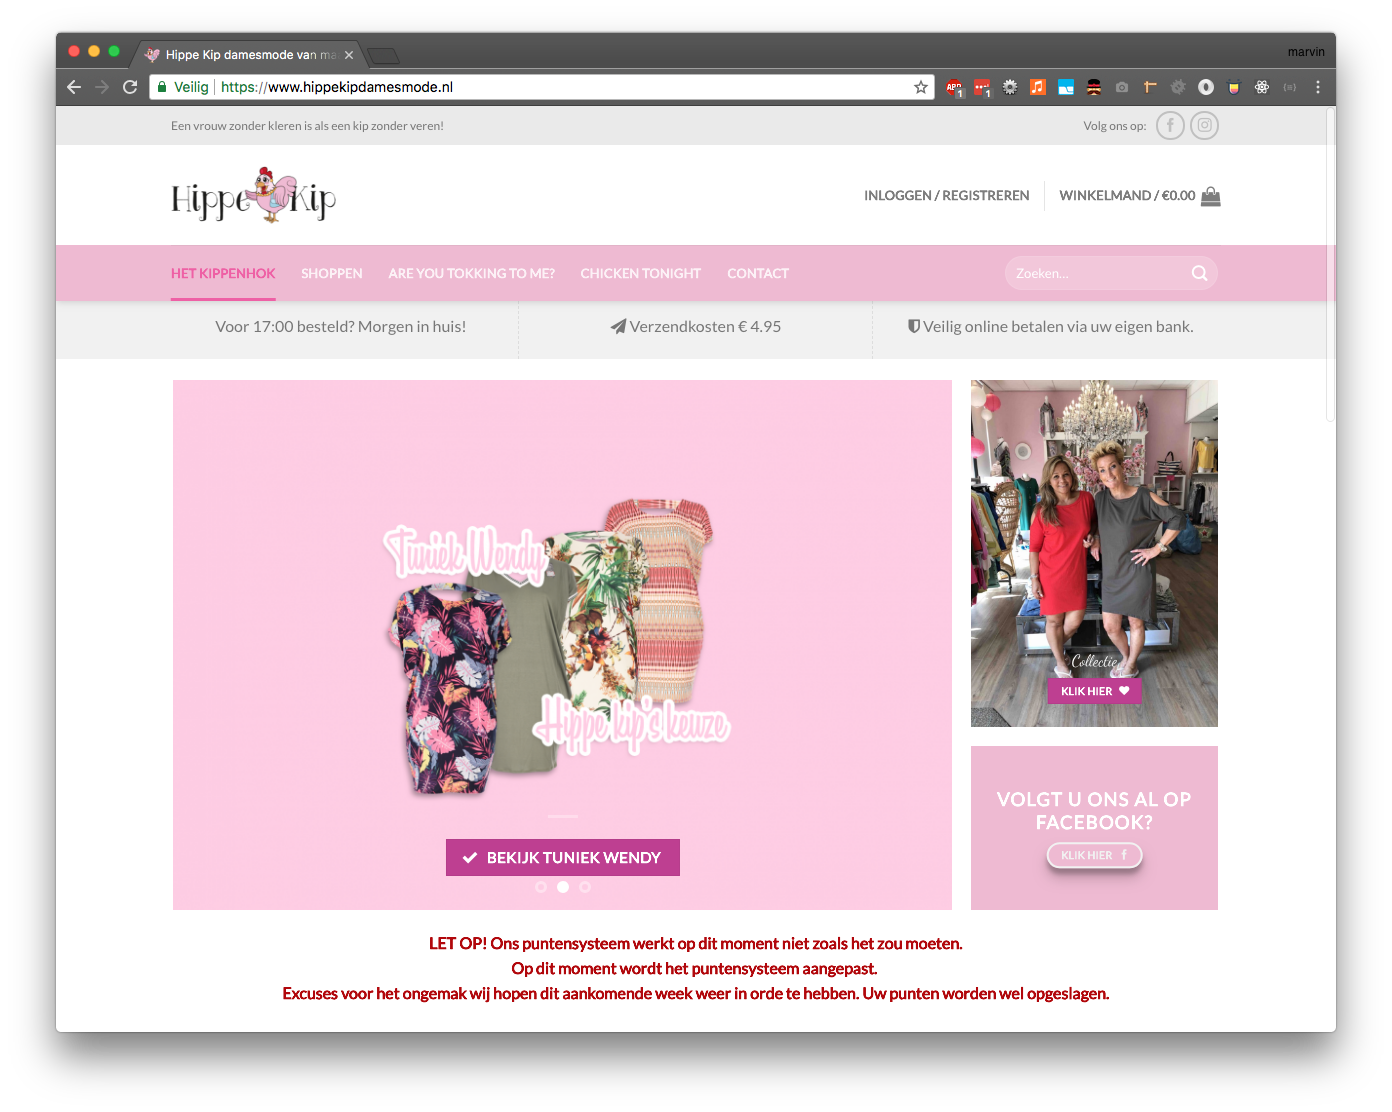 Hippe Kip damesmode van ma
marvin
Veilig
https://www.hippekipdamesmode.nl
ABP 1
1
{a}
Een vrouw zonder kleren is als een kip zonder veren!
Volg ons op:
Hippe Kip
INLOGGEN / REGISTREREN
WINKELMAND / €0.00
HET KIPPENHOK
SHOPPEN
ARE YOU TOKKING TO ME?
CHICKEN TONIGHT
CONTACT
Zoeken...
Voor 17:00 besteld? Morgen in huis!
Verzendkosten € 4.95
Veilig online betalen via uw eigen bank.
Tuniek Wendy
Hippe kip's keuze
BEKIJK TUNIEK WENDY
Collectie
KLIK HIER
VOLGT U ONS AL OP
FACEBOOK?
KLIK HIER
LET OP! Ons puntensysteem werkt op dit moment niet zoals het zou moeten.
Op dit moment wordt het puntensysteem aangepast.
Excuses voor het ongemak wij hopen dit aankomende week weer in orde te hebben. Uw punten worden wel opgeslagen.